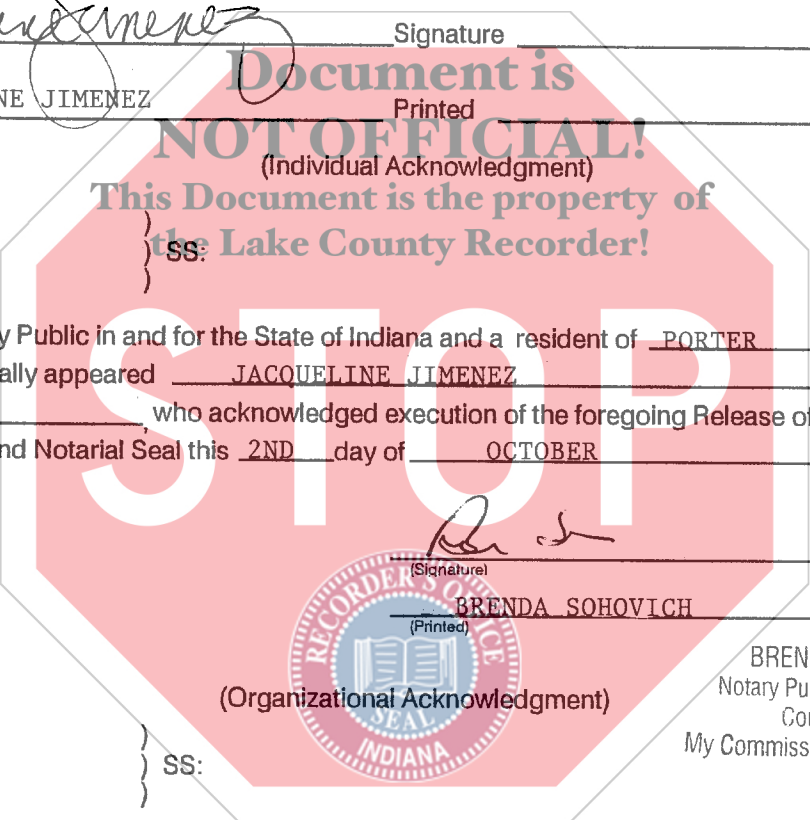 Jimenez Signature
Document is
NE JIMENEZ Printed
NOT OFFICIAL!
(Individual Acknowledgment)
This Document is the property of
the Lake County Recorder!
) SS:
STOP
y Public in and for the State of Indiana and a resident of PORTER
ally appeared JACQUELINE JIMENEZ
, who acknowledged execution of the foregoing Release of
nd Notarial Seal this 2ND day of OCTOBER
(Signature)
BRENDA SOHOVICH
(Printed)
RECORDER'S OFFICE
SEAL
INDIANA
BREN
Notary Pu
Cou
My Commiss
(Organizational Acknowledgment)
) SS: